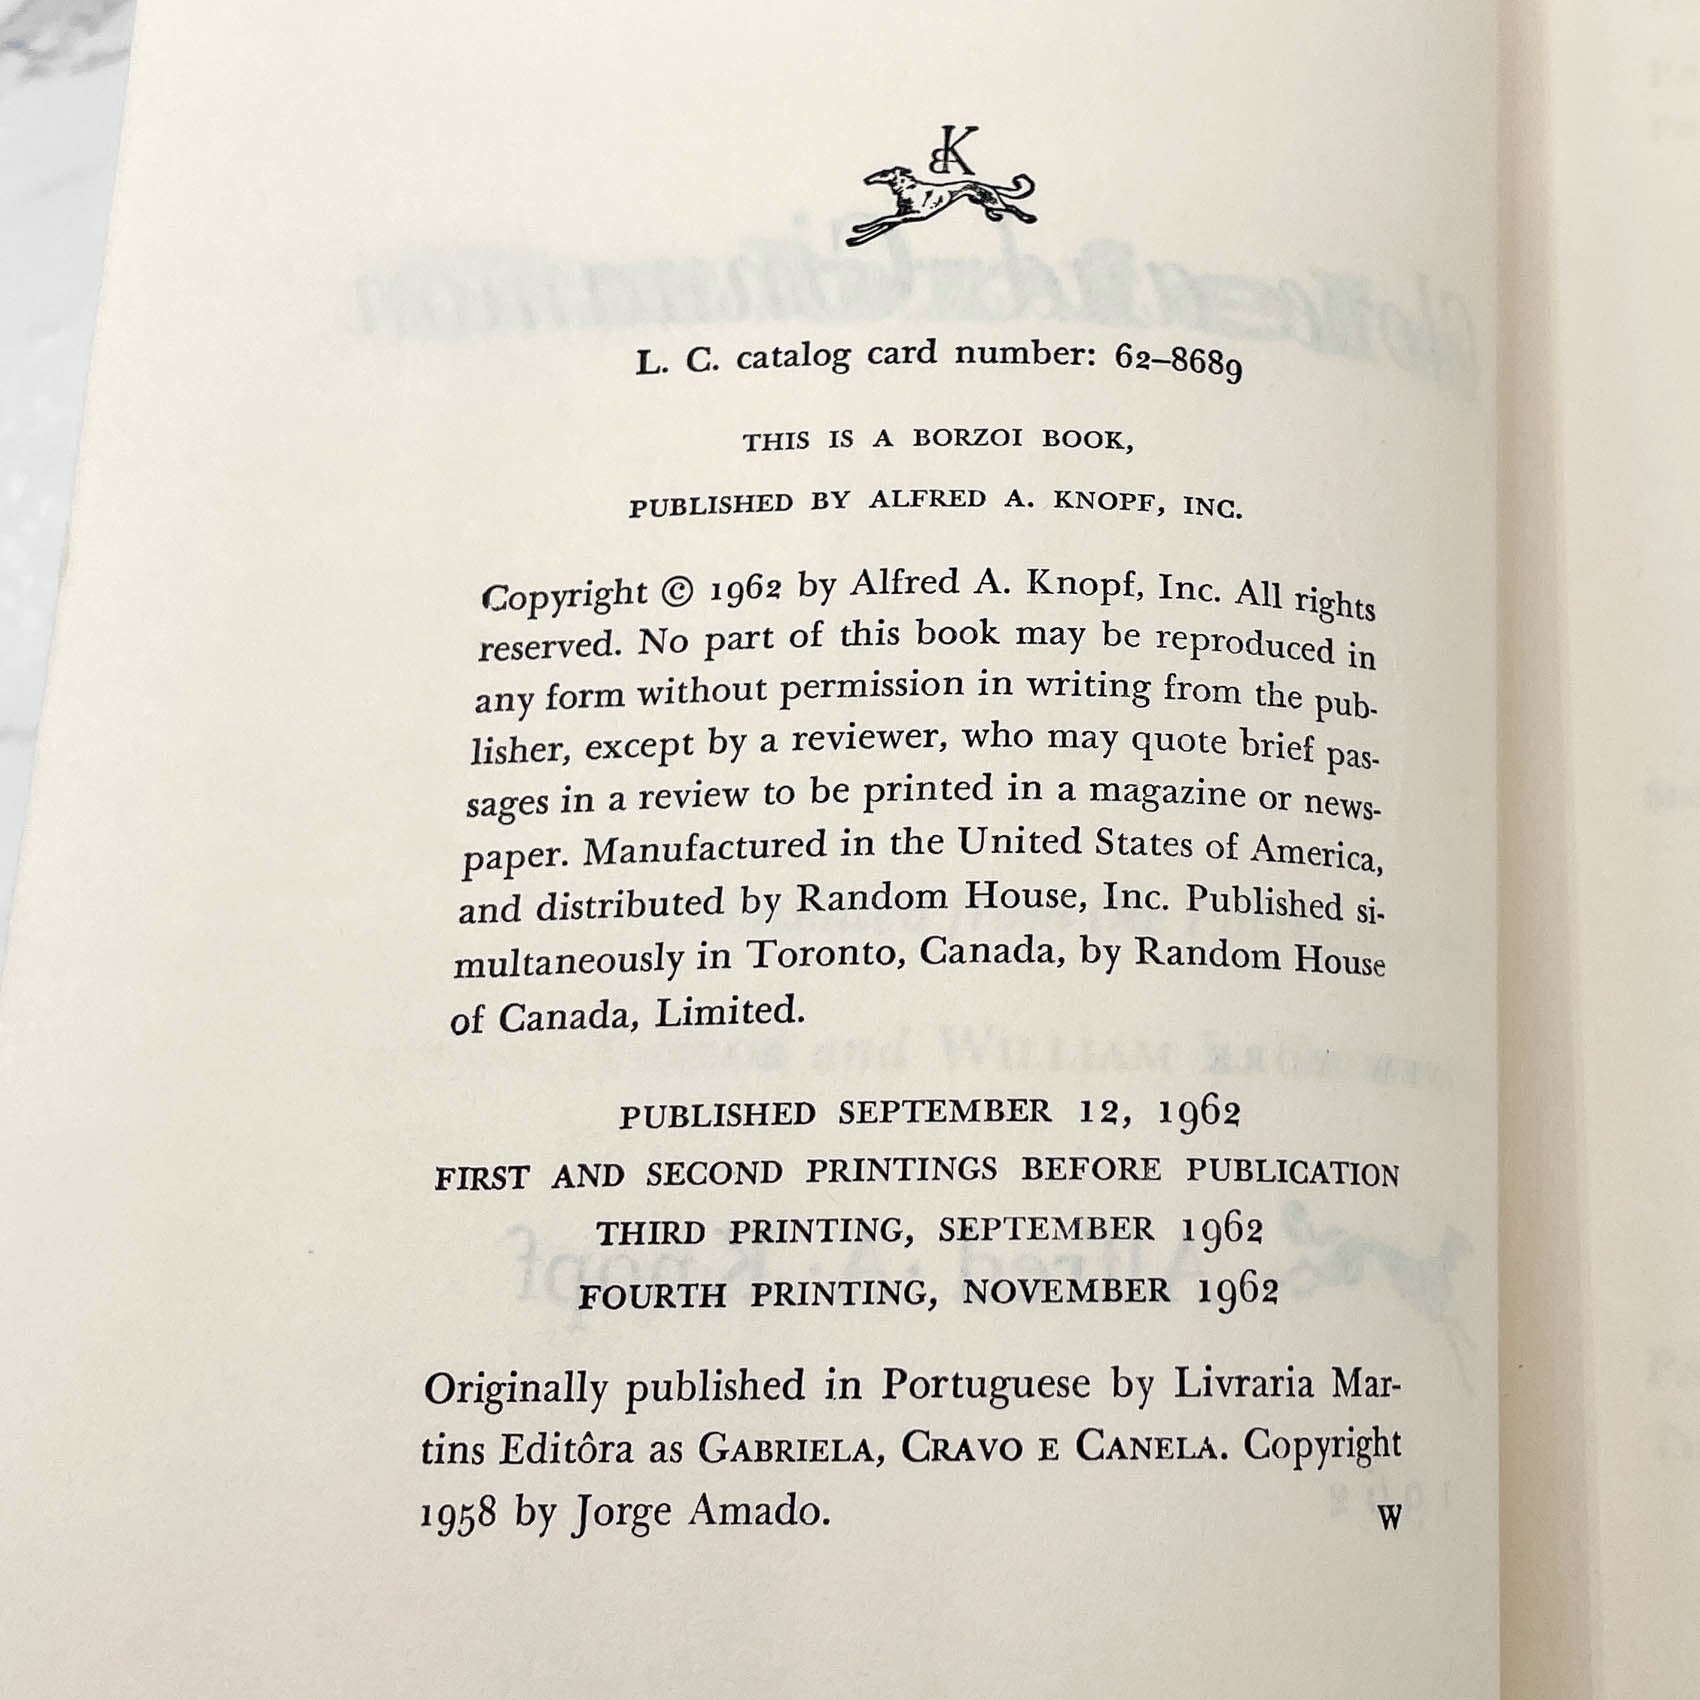 BK
L. C. catalog card number: 62–8689
THIS IS A BORZOI BOOK,
PUBLISHED BY ALFRED A. KNOPF, INC.
Copyright © 1962 by Alfred A. Knopf, Inc. All rights
reserved. No part of this book may be reproduced in
any form without permission in writing from the pub-
lisher, except by a reviewer, who may quote brief pas-
sages in a review to be printed in a magazine or news-
paper. Manufactured in the United States of America,
and distributed by Random House, Inc. Published si-
multaneously in Toronto, Canada, by Random House
of Canada, Limited.
PUBLISHED SEPTEMBER 12, 1962
FIRST AND SECOND PRINTINGS BEFORE PUBLICATION
THIRD PRINTING, SEPTEMBER 1962
FOURTH PRINTING, NOVEMBER 1962
Originally published in Portuguese by Livraria Mar-
tins Editôra as GABRIELA, CRAVO E CANELA. Copyright
1958 by Jorge Amado. W